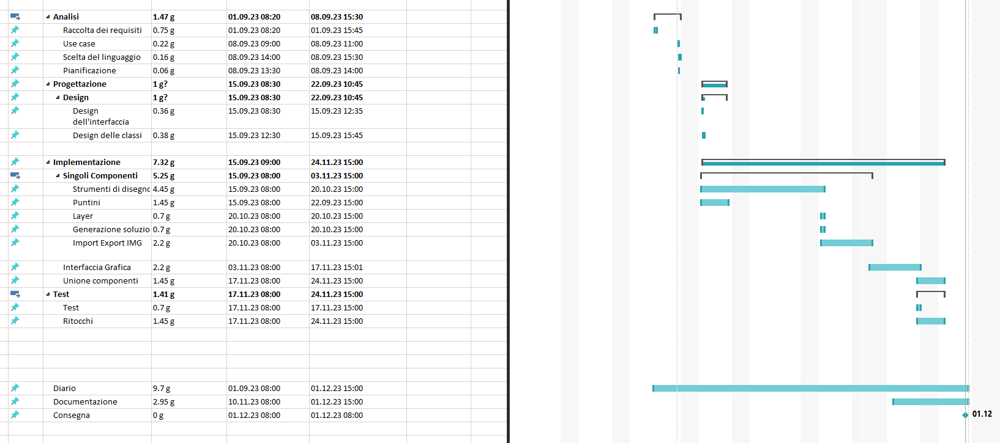 Analisi 1.47 g 01.09.23 08:20 08.09.23 15:30
Raccolta dei requisiti 0.75 g 01.09.23 08:20 01.09.23 15:45
Use case 0.22 g 08.09.23 09:00 08.09.23 11:00
Scelta del linguaggio 0.16 g 08.09.23 14:00 08.09.23 15:30
Pianificazione 0.06 g 08.09.23 13:30 08.09.23 14:00
Progettazione 1 g? 15.09.23 08:30 22.09.23 10:45
Design 1 g? 15.09.23 08:30 22.09.23 10:45
Design 0.36 g 15.09.23 08:30 15.09.23 12:35
dell'interfaccia
Design delle classi 0.38 g 15.09.23 12:30 15.09.23 15:45
Implementazione 7.32 g 15.09.23 09:00 24.11.23 15:00
Singoli Componenti 5.25 g 15.09.23 08:00 03.11.23 15:00
Strumenti di disegno 4.45 g 15.09.23 08:00 20.10.23 15:00
Puntini 1.45 g 15.09.23 08:00 22.09.23 15:00
Layer 0.7 g 20.10.23 08:00 20.10.23 15:00
Generazione soluzio 0.7 g 20.10.23 08:00 20.10.23 15:00
Import Export IMG 2.2 g 20.10.23 08:00 03.11.23 15:00
Interfaccia Grafica 2.2 g 03.11.23 08:00 17.11.23 15:01
Unione componenti 1.45 g 17.11.23 08:00 24.11.23 15:00
Test 1.41 g 17.11.23 08:00 24.11.23 15:00
Test 0.7 g 17.11.23 08:00 17.11.23 15:00
Ritocchi 1.45 g 17.11.23 08:00 24.11.23 15:00
Diario 9.7 g 01.09.23 08:00 01.12.23 15:00
Documentazione 2.95 g 10.11.23 08:00 01.12.23 15:00
Consegna 0 g 01.12.23 08:00 01.12.23 08:00
01.12